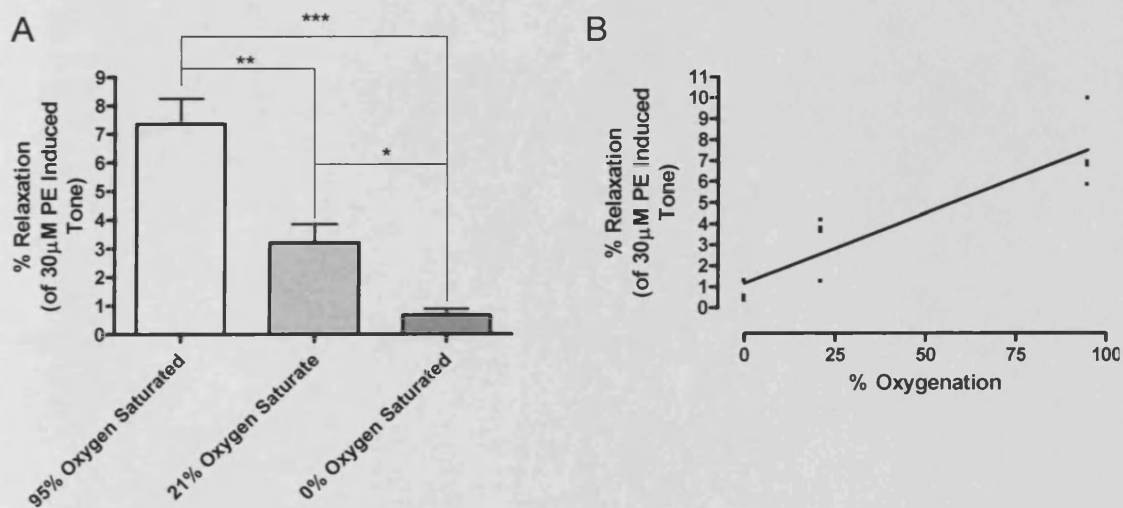 A
% Relaxation
(of 30μM PE Induced
Tone)
9
8
7
6
5
4
3
2
1
0
***
**
*
95% Oxygen Saturated
21% Oxygen Saturate
0% Oxygen Saturated
B
% Relaxation
(of 30μM PE Induced
Tone)
11
10
9
8
7
6
5
4
3
2
1
0
0
25
50
75
100
% Oxygenation